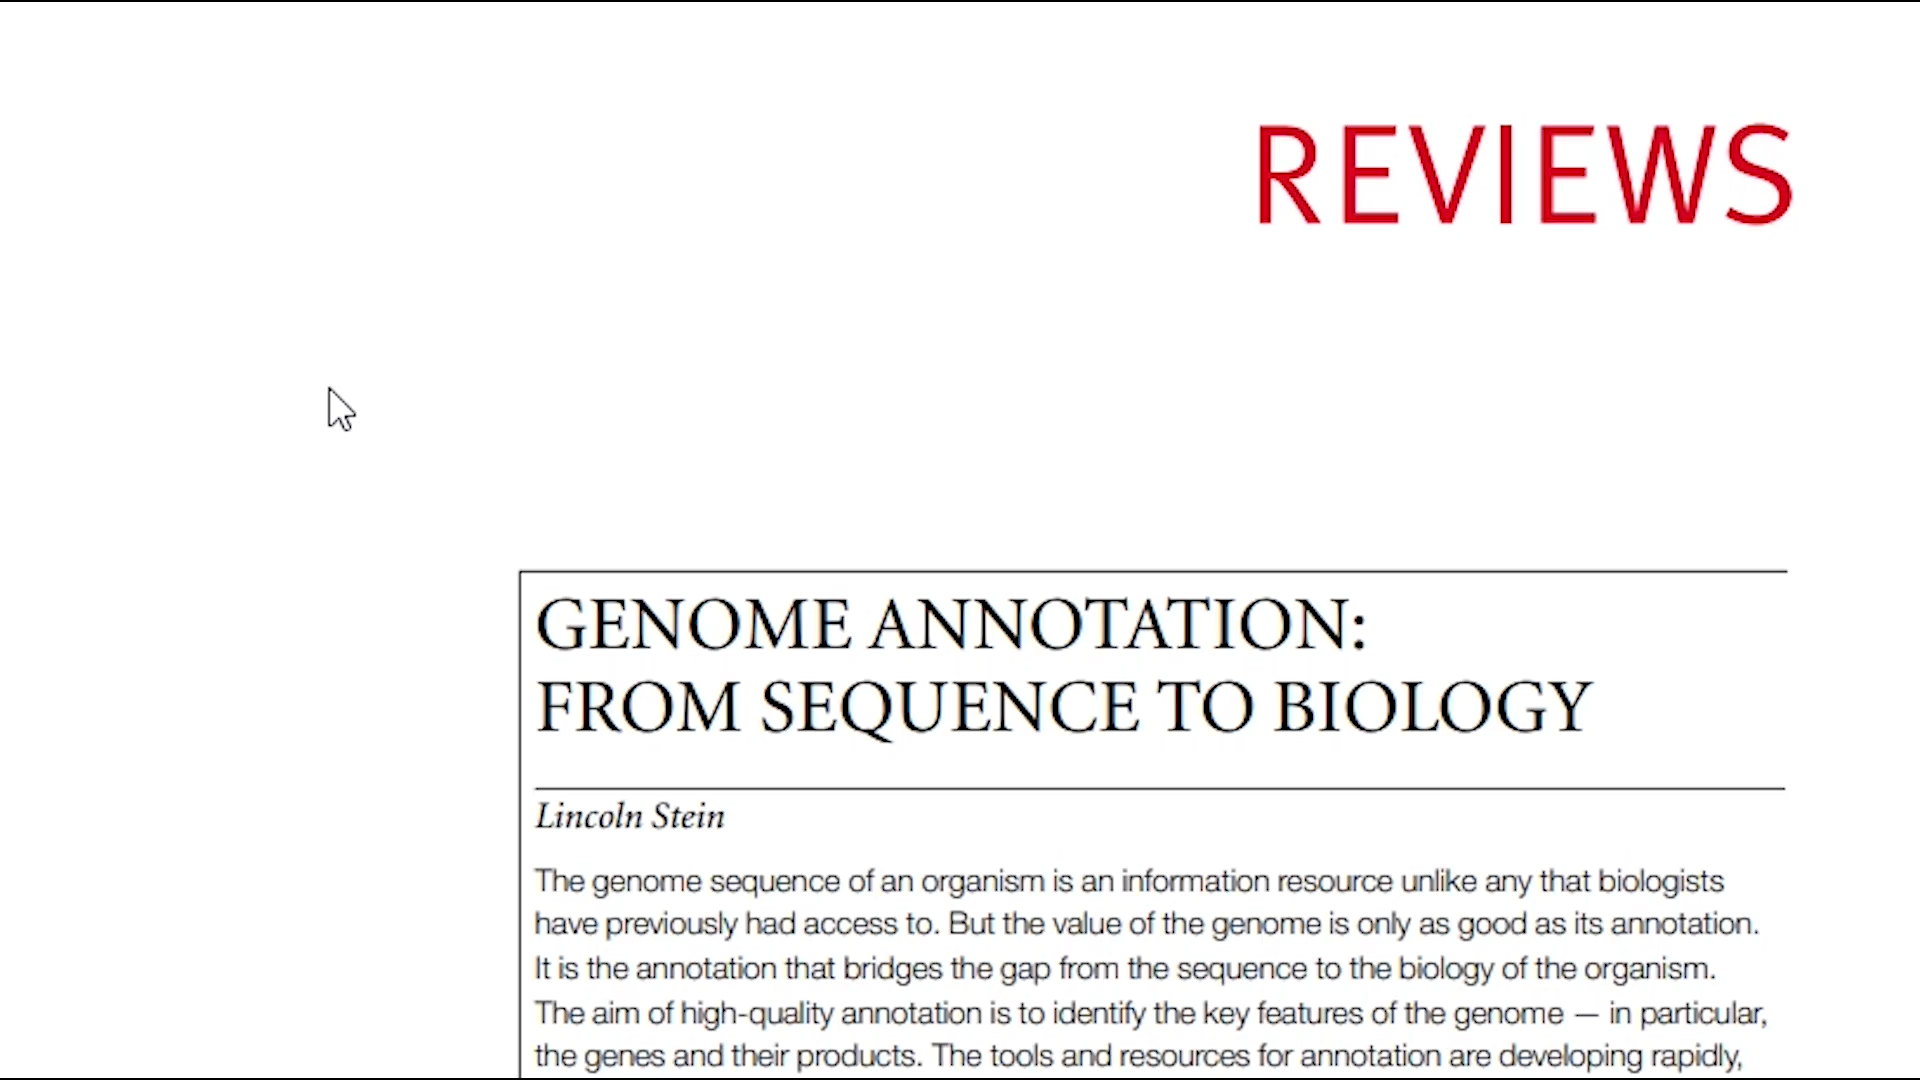 REVIEWS
GENOME ANNOTATION:
FROM SEQUENCE TO BIOLOGY
Lincoln Stein
The genome sequence of an organism is an information resource unlike any that biologists
have previously had access to. But the value of the genome is only as good as its annotation.
It is the annotation that bridges the gap from the sequence to the biology of the organism.
The aim of high-quality annotation is to identify the key features of the genome — in particular,
the genes and their products. The tools and resources for annotation are developing rapidly,